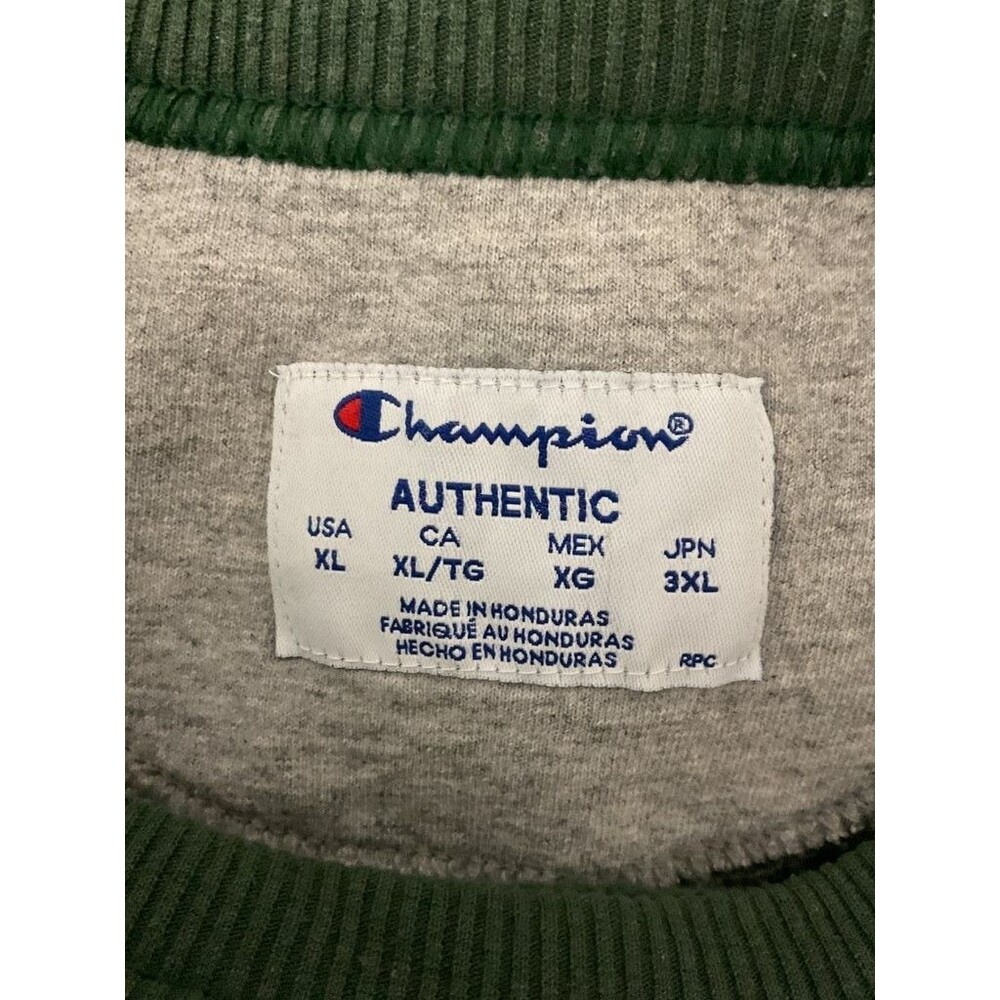 Champion®
AUTHENTIC
USA CA MEX JPN
XL XL/TG XG 3XL
MADE IN HONDURAS
FABRIQUÉ AU HONDURAS
HECHO EN HONDURAS RPC